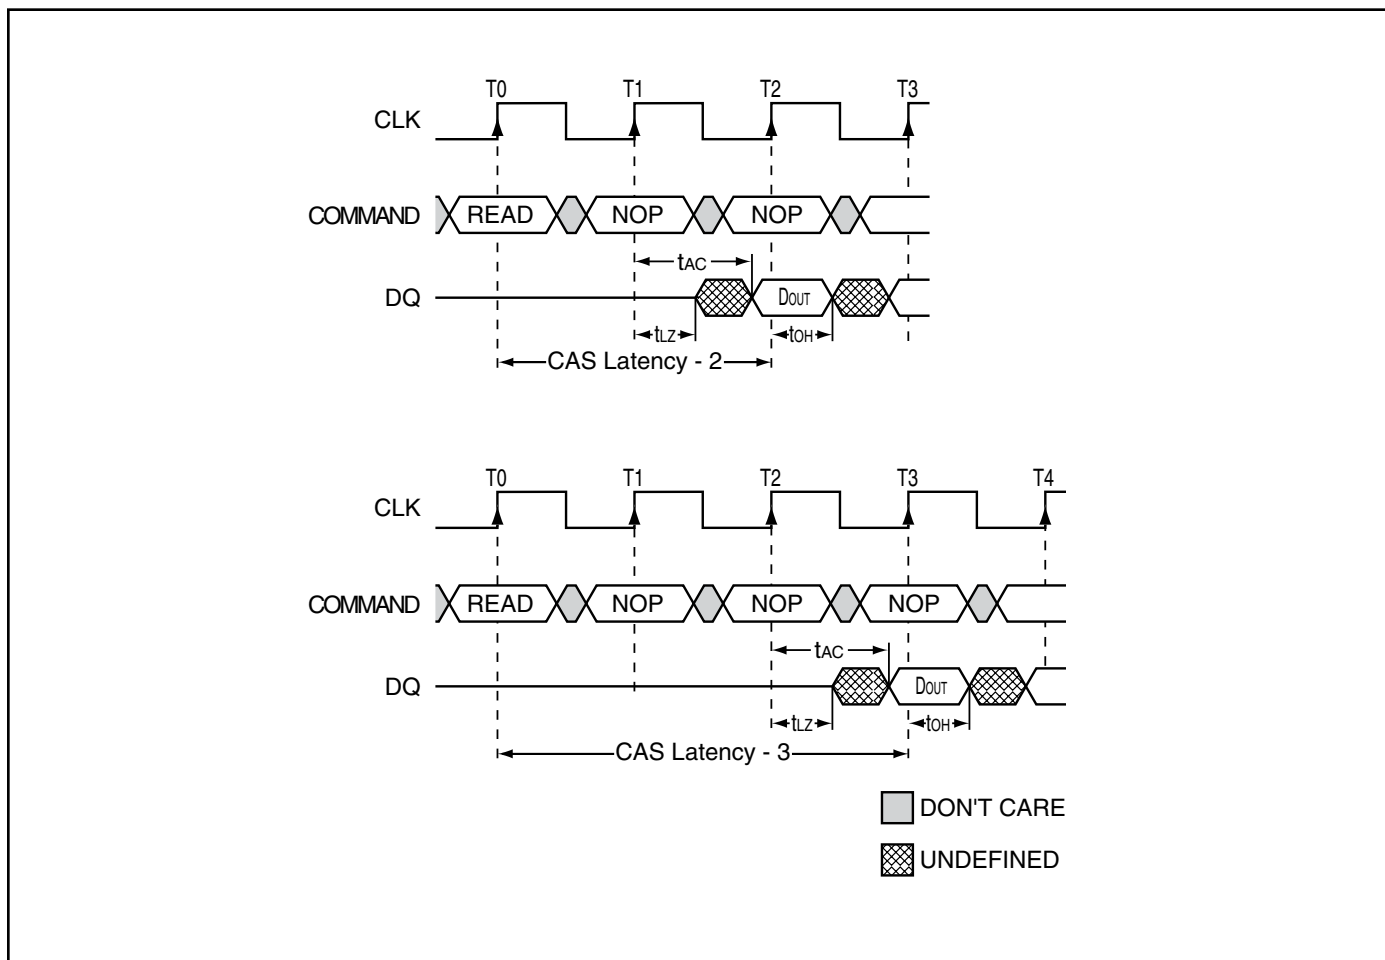 T0 T1 T2 T3
CLK
COMMAND READ NOP NOP
tAC
DQ DOUT
tLZ tOH
CAS Latency - 2
T0 T1 T2 T3 T4
CLK
COMMAND READ NOP NOP NOP
tAC
DQ DOUT
tLZ tOH
CAS Latency - 3
DON'T CARE
UNDEFINED